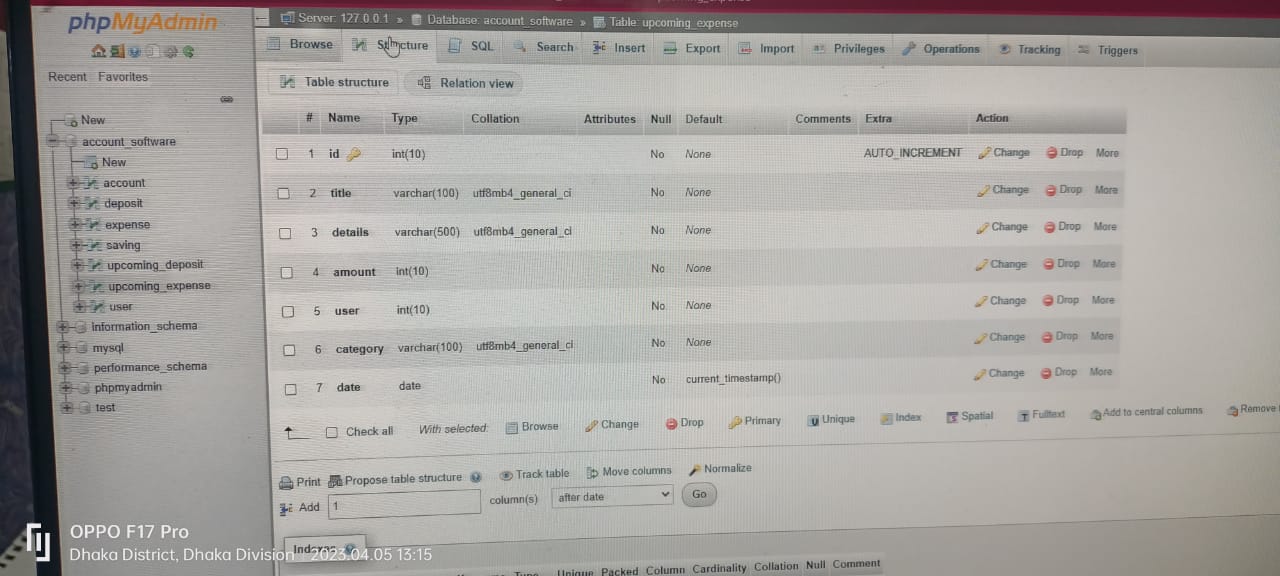 phpMyAdmin
Recent Favorites
New
account_software
New
account
deposit
expense
saving
upcoming_deposit
upcoming_expense
user
information_schema
mysql
performance_schema
phpmyadmin
test
Server: 127.0.0.1 » Database: account_software » Table: upcoming_expense
Browse Structure SQL Search Insert Export Import Privileges Operations Tracking Triggers
Table structure Relation view
# Name Type Collation Attributes Null Default Comments Extra Action
1 id int(10) No None AUTO_INCREMENT Change Drop More
2 title varchar(100) utf8mb4_general_ci No None Change Drop More
3 details varchar(500) utf8mb4_general_ci No None Change Drop More
4 amount int(10) No None Change Drop More
5 user int(10) No None Change Drop More
6 category varchar(100) utf8mb4_general_ci No None Change Drop More
7 date date No current_timestamp() Change Drop More
Check all With selected: Browse Change Drop Primary Unique Index Spatial Fulltext Add to central columns Remove
Print Propose table structure Track table Move columns Normalize
Add 1 column(s) after date Go
Indexes
Type Unique Packed Column Cardinality Collation Null Comment
OPPO F17 Pro
Dhaka District, Dhaka Division 2023.04.05 13:15